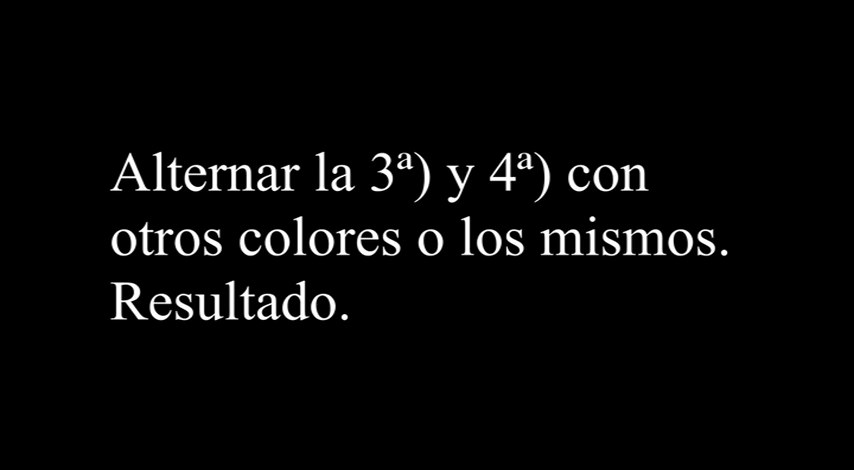 Alternar la 3ª) y 4ª) con
otros colores o los mismos.
Resultado.